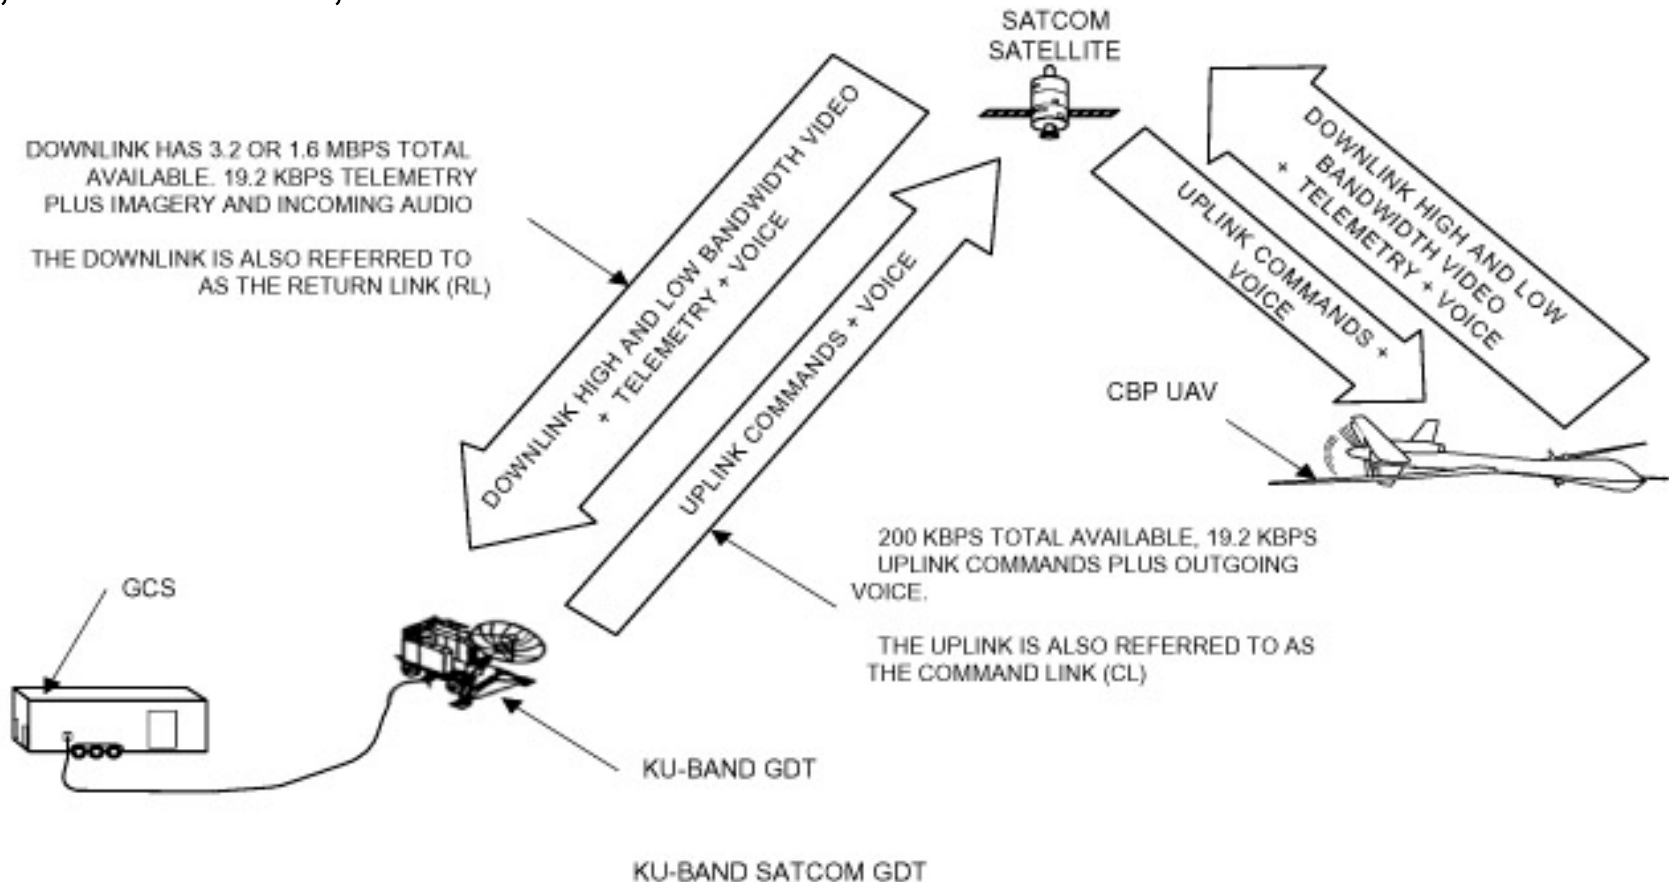 SATCOM
SATELLITE
DOWNLINK HAS 3.2 OR 1.6 MBPS TOTAL
AVAILABLE. 19.2 KBPS TELEMETRY
PLUS IMAGERY AND INCOMING AUDIO
THE DOWNLINK IS ALSO REFERRED TO
AS THE RETURN LINK (RL)
DOWNLINK HIGH AND LOW BANDWIDTH VIDEO
+ TELEMETRY + VOICE
UPLINK COMMANDS + VOICE
UPLINK COMMANDS +
VOICE
DOWNLINK HIGH AND LOW
BANDWIDTH VIDEO
+ TELEMETRY + VOICE
CBP UAV
200 KBPS TOTAL AVAILABLE, 19.2 KBPS
UPLINK COMMANDS PLUS OUTGOING
VOICE.
THE UPLINK IS ALSO REFERRED TO AS
THE COMMAND LINK (CL)
GCS
KU-BAND GDT
KU-BAND SATCOM GDT